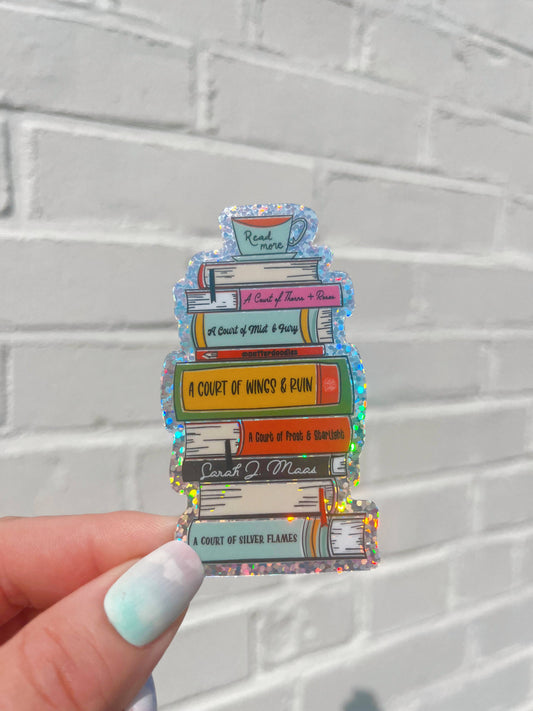 Read
more
A Court of Thorns + Roses
A Court of Mist & Fury
A COURT OF WINGS & RUIN
A Court of Frost & Starlight
Sarah J. Maas
A COURT OF SILVER FLAMES